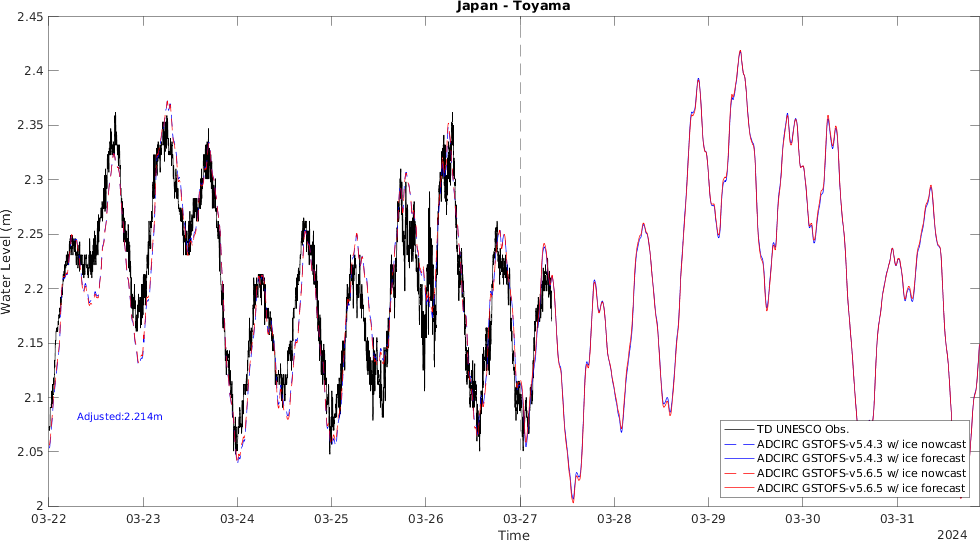 Japan - Toyama
2.45
2.4
2.35
2.3
2.25
2.2
2.15
2.1
2.05
2
Water Level (m)
Adjusted:2.214m
TD UNESCO Obs.
ADCIRC GSTOFS-v5.4.3 w/ ice nowcast
ADCIRC GSTOFS-v5.4.3 w/ ice forecast
ADCIRC GSTOFS-v5.6.5 w/ ice nowcast
ADCIRC GSTOFS-v5.6.5 w/ ice forecast
03-22 03-23 03-24 03-25 03-26 03-27 03-28 03-29 03-30 03-31
Time
2024